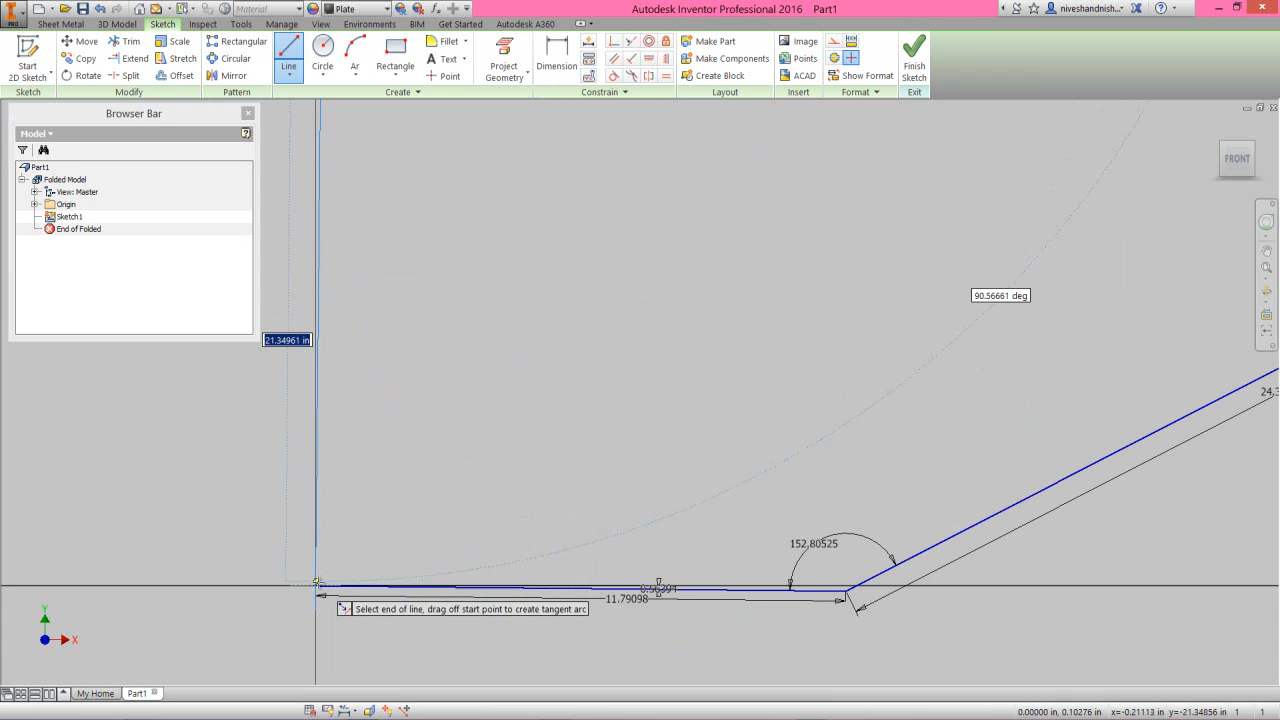 PRO
Material
Plate
Autodesk Inventor Professional 2016 Part1
niveshandnish...
Sheet Metal 3D Model Sketch Inspect Tools Manage View Environments BIM Get Started Autodesk A360
Start
2D Sketch
Move Trim Scale
Copy Extend Stretch
Rotate Split Offset
Rectangular
Circular
Mirror
Line Circle Ar Rectangle
Fillet
Text
Point
Project
Geometry
Dimension
Make Part
Make Components
Create Block
Image
Points
ACAD
Show Format
Finish
Sketch
Sketch Modify Pattern Create Constrain Layout Insert Format Exit
Browser Bar
Model
Part1
Folded Model
View: Master
Origin
Sketch1
End of Folded
FRONT
90.56661 deg
21.34961 in
24.3
152.80525
11.79098
Select end of line, drag off start point to create tangent arc
Y
X
My Home Part1
0.00000 in, 0.10276 in x=-0.21113 in y=-21.34856 in 1 1